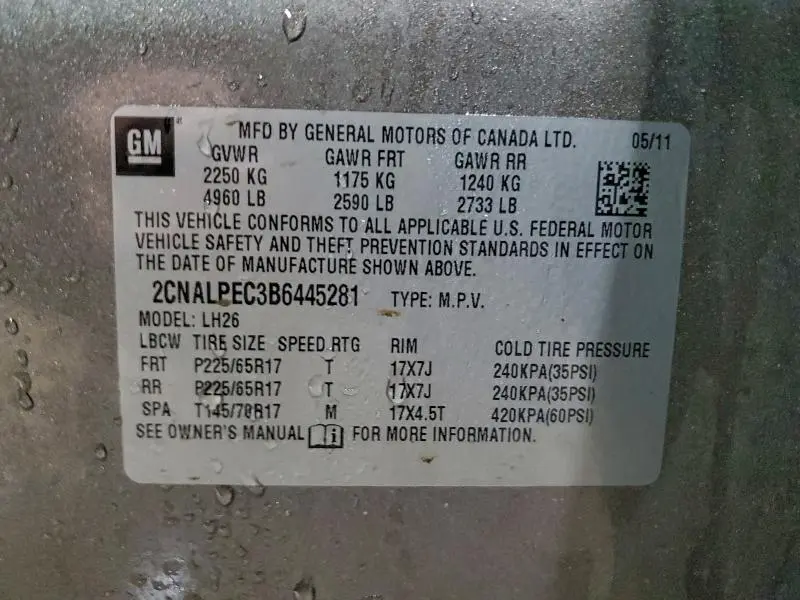 GM
MFD BY GENERAL MOTORS OF CANADA LTD. 05/11
GVWR GAWR FRT GAWR RR
2250 KG 1175 KG 1240 KG
4960 LB 2590 LB 2733 LB
THIS VEHICLE CONFORMS TO ALL APPLICABLE U.S. FEDERAL MOTOR
VEHICLE SAFETY AND THEFT PREVENTION STANDARDS IN EFFECT ON
THE DATE OF MANUFACTURE SHOWN ABOVE.
2CNALPEC3B6445281 TYPE: M.P.V.
MODEL: LH26
LBCW TIRE SIZE SPEED RTG RIM COLD TIRE PRESSURE
FRT P225/65R17 T 17X7J 240KPA(35PSI)
RR P225/65R17 T 17X7J 240KPA(35PSI)
SPA T145/70R17 M 17X4.5T 420KPA(60PSI)
SEE OWNER'S MANUAL i FOR MORE INFORMATION.